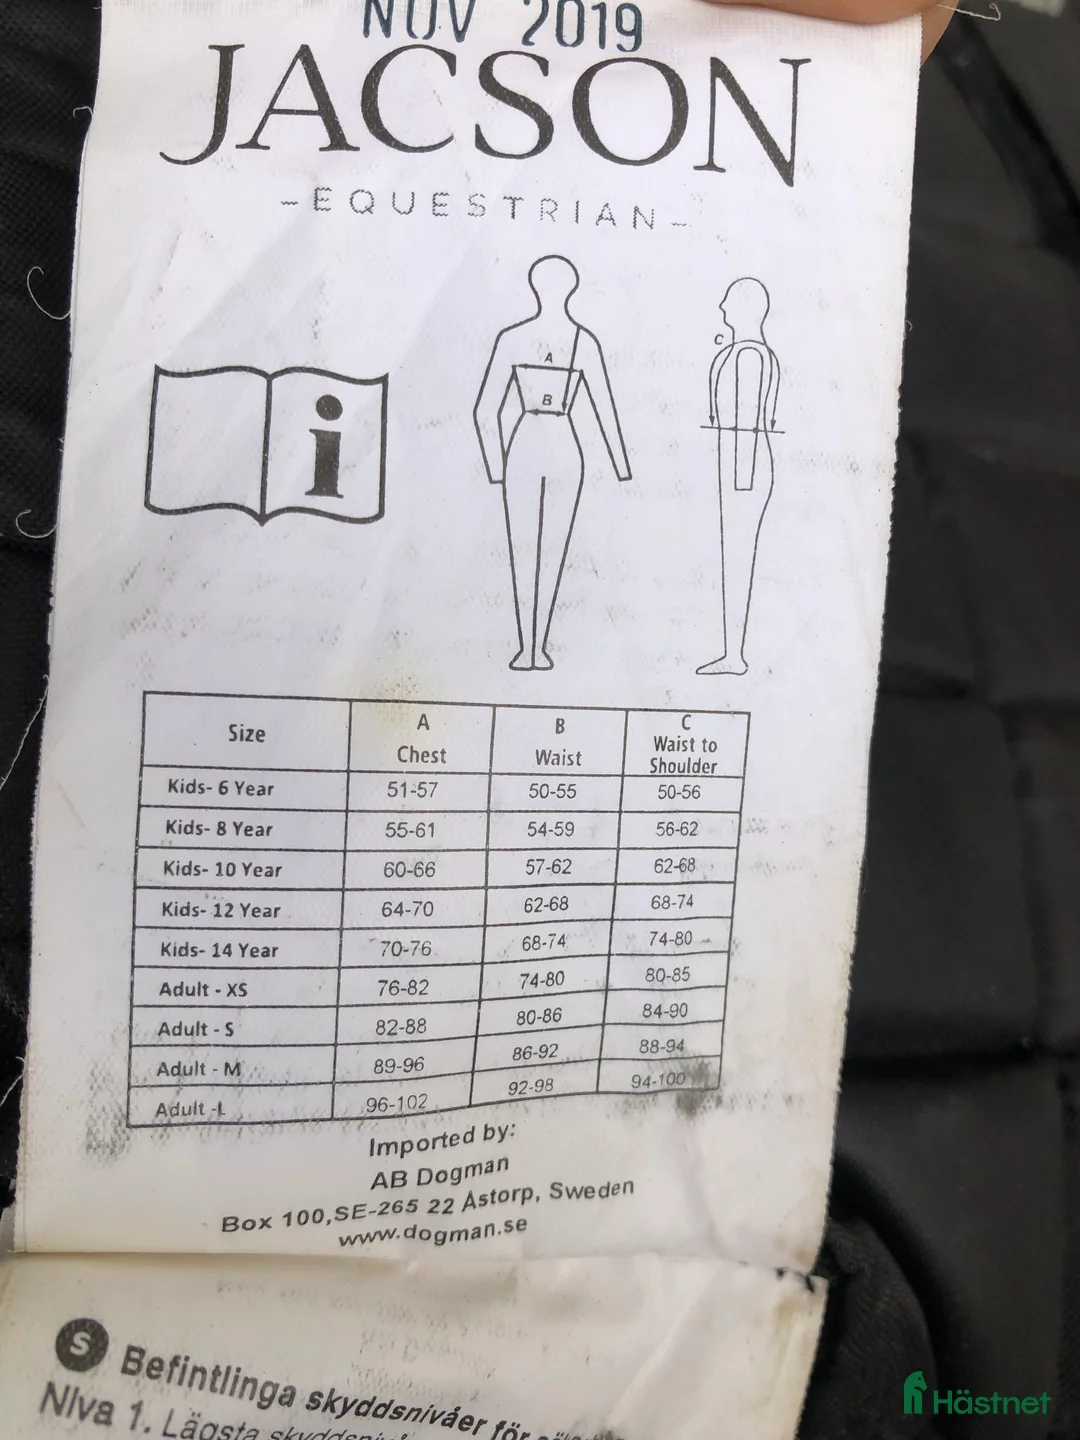 NOV 2019
JACSON
-EQUESTRIAN-
A
B
C
i
Size A Chest B Waist C Waist to Shoulder
Kids- 6 Year 51-57 50-55 50-56
Kids- 8 Year 55-61 54-59 56-62
Kids- 10 Year 60-66 57-62 62-68
Kids- 12 Year 64-70 62-68 68-74
Kids- 14 Year 70-76 68-74 74-80
Adult - XS 76-82 74-80 80-85
Adult - S 82-88 80-86 84-90
Adult - M 89-96 86-92 88-94
Adult -L 96-102 92-98 94-100
Imported by:
AB Dogman
Box 100,SE-265 22 Åstorp, Sweden
www.dogman.se
S Befintlinga skyddsnivåer för
NIva 1. Lägsta
Hästnet